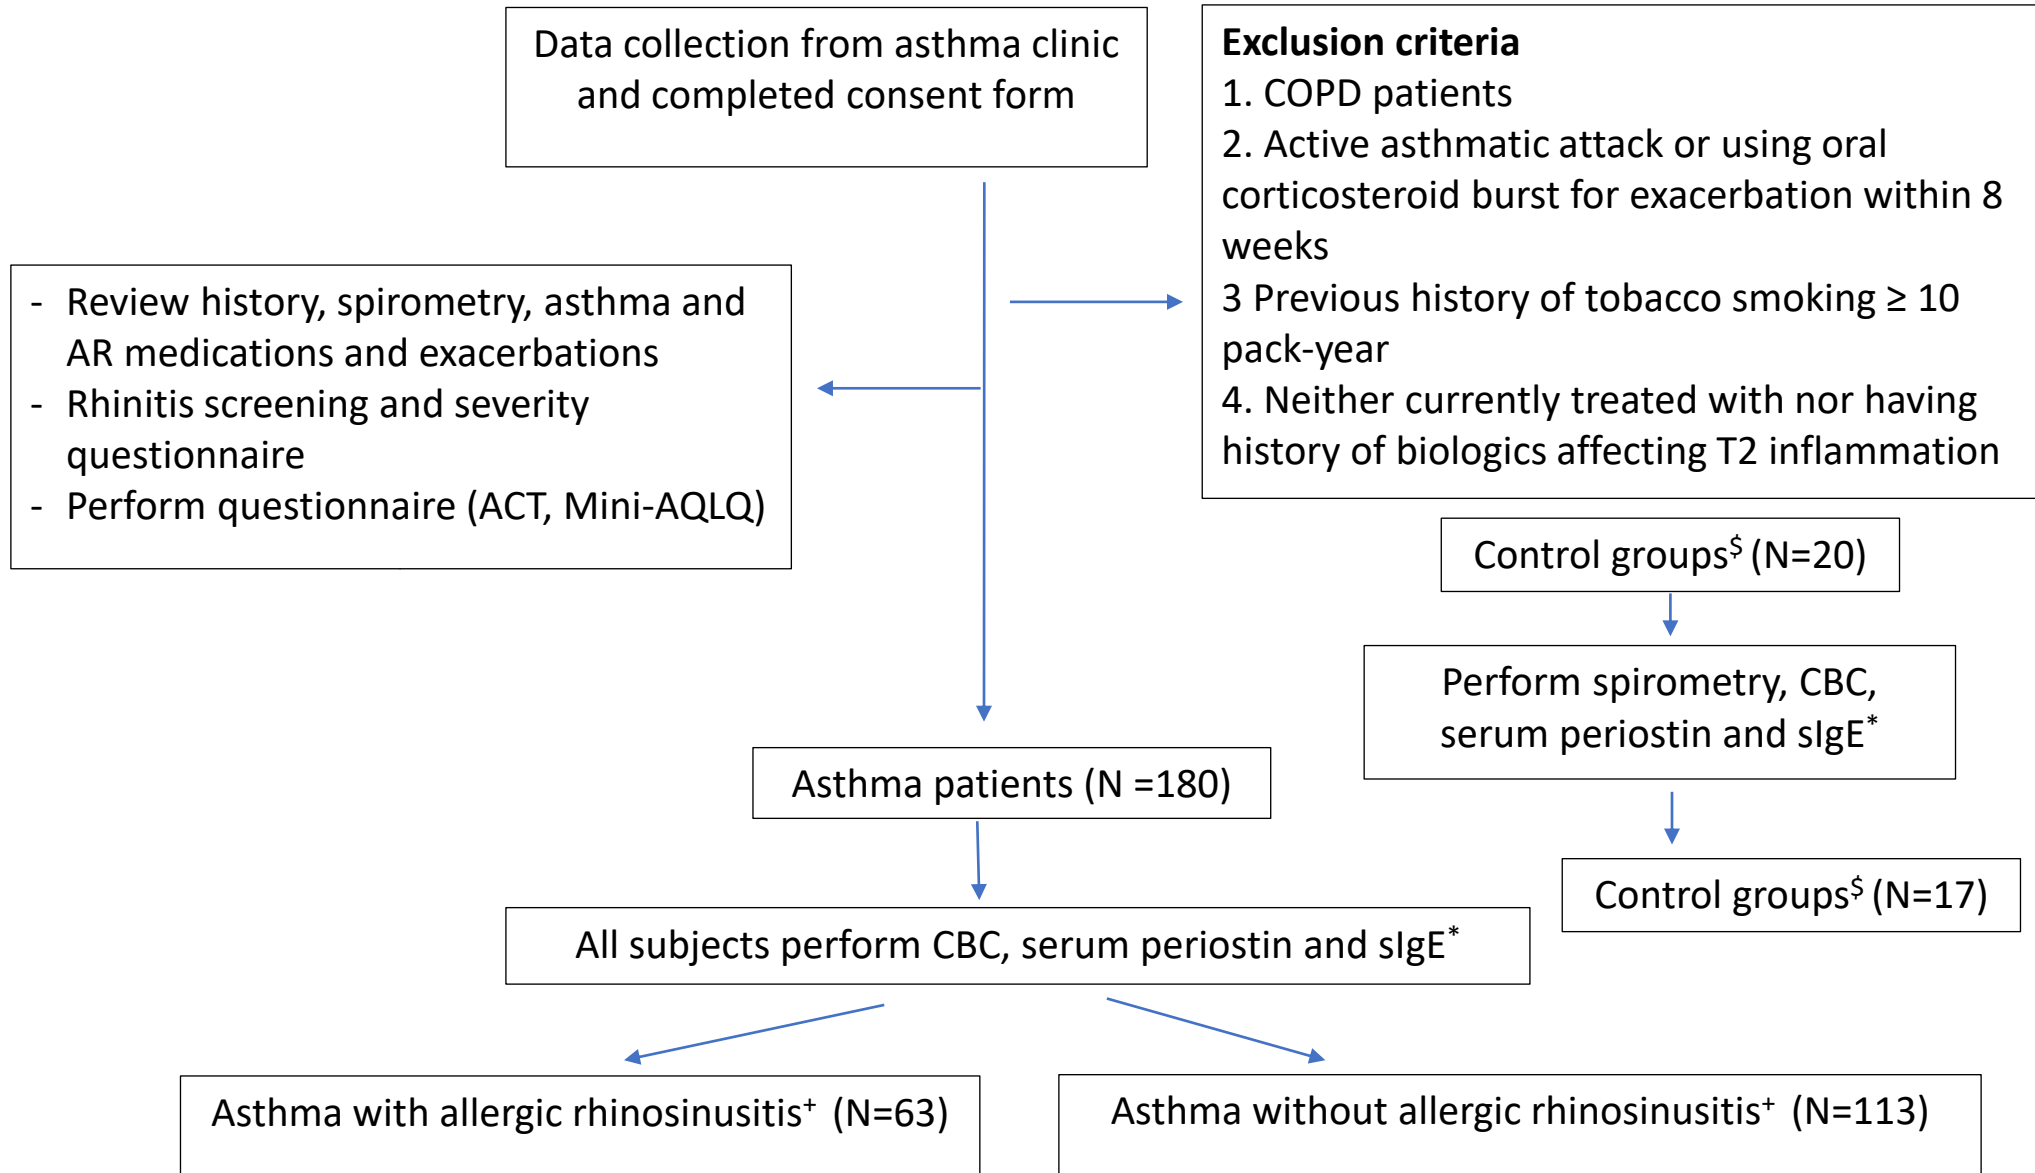 Data collection from asthma clinic
and completed consent form
Exclusion criteria
1. COPD patients
2. Active asthmatic attack or using oral
corticosteroid burst for exacerbation within 8
weeks
3 Previous history of tobacco smoking ≥ 10
pack-year
4. Neither currently treated with nor having
history of biologics affecting T2 inflammation
- Review history, spirometry, asthma and
AR medications and exacerbations
- Rhinitis screening and severity
questionnaire
- Perform questionnaire (ACT, Mini-AQLQ)
Control groups$ (N=20)
Perform spirometry, CBC,
serum periostin and sIgE*
Control groups$ (N=17)
Asthma patients (N =180)
All subjects perform CBC, serum periostin and sIgE*
Asthma with allergic rhinosinusitis+ (N=63)
Asthma without allergic rhinosinusitis+ (N=113)